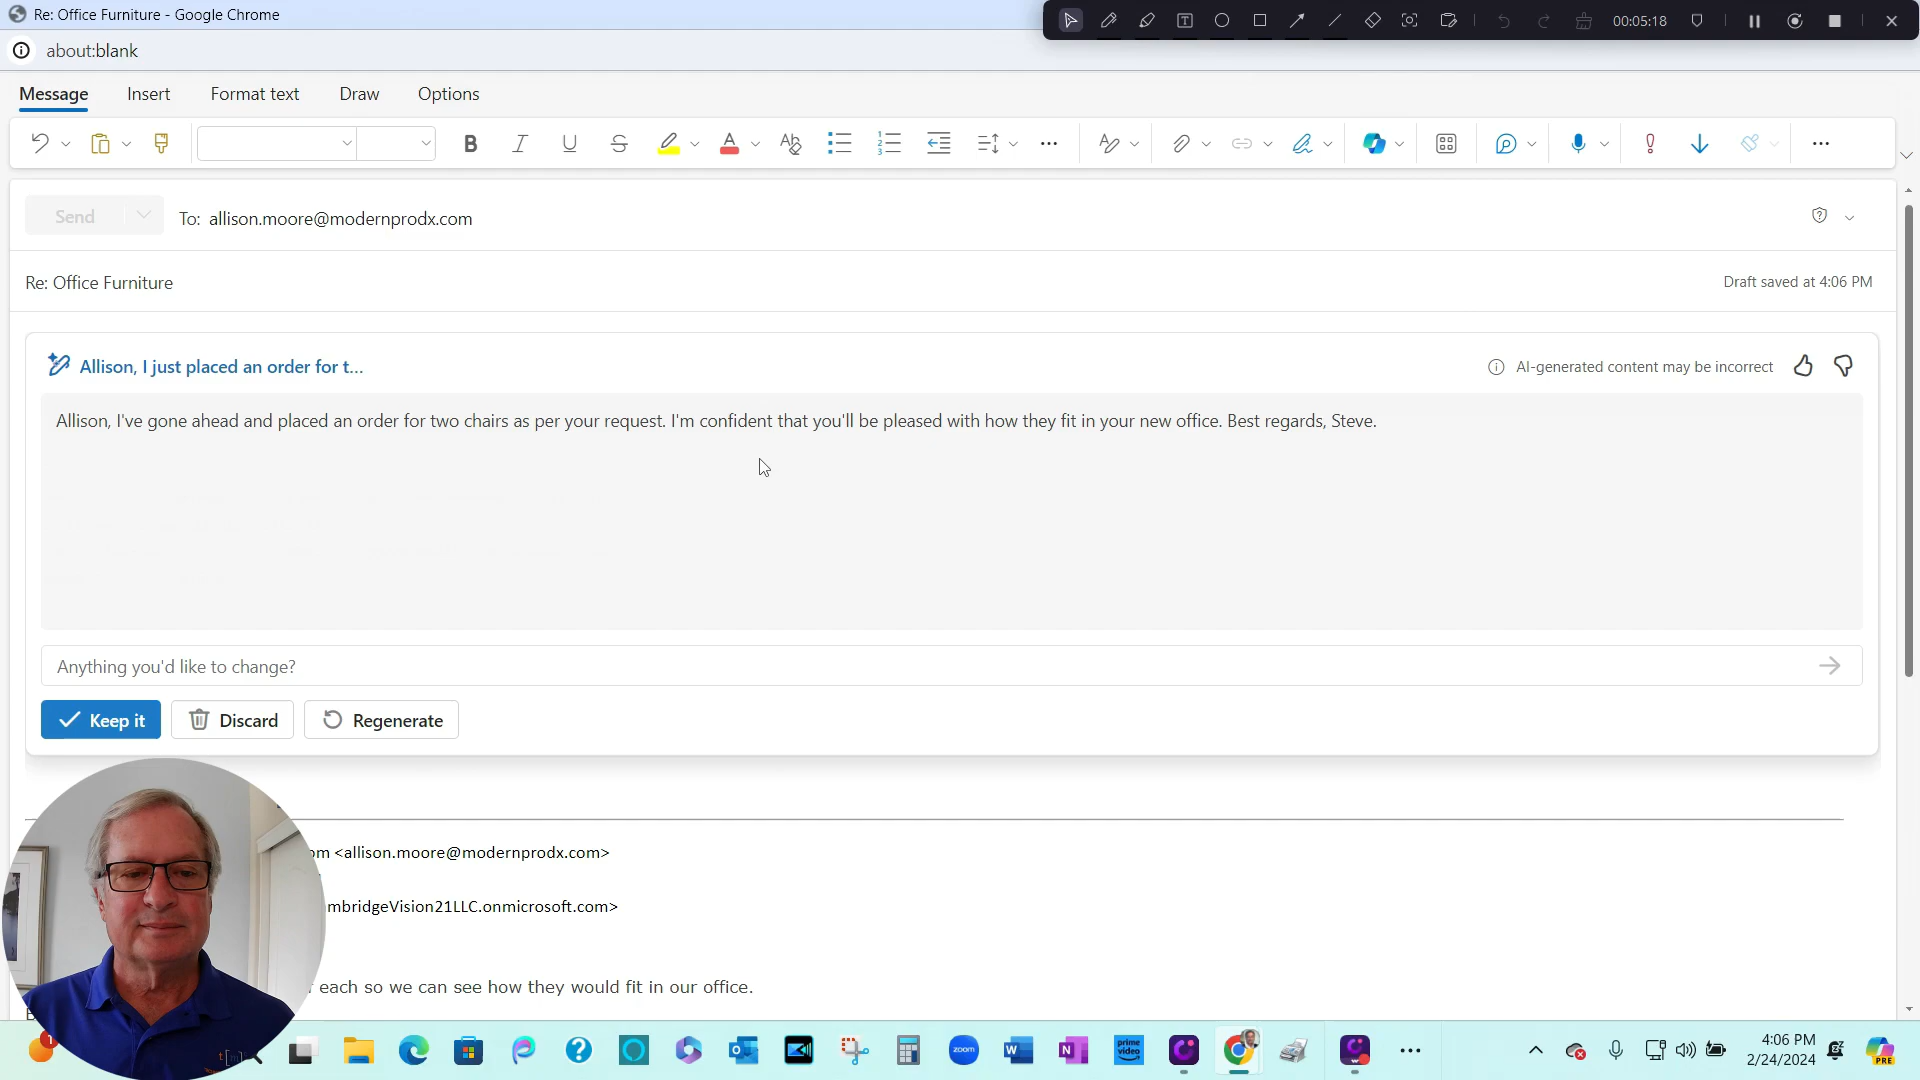 Re: Office Furniture - Google Chrome
00:05:18
about:blank
Message Insert Format text Draw Options
Send
To: allison.moore@modernprodx.com
Re: Office Furniture
Draft saved at 4:06 PM
Allison, I just placed an order for t...
AI-generated content may be incorrect
Allison, I've gone ahead and placed an order for two chairs as per your request. I'm confident that you'll be pleased with how they fit in your new office. Best regards, Steve.
Anything you'd like to change?
Keep it
Discard
Regenerate
om <allison.moore@modernprodx.com>
mbridgeVision21LLC.onmicrosoft.com>
each so we can see how they would fit in our office.
zoom
prime video
4:06 PM
2/24/2024
PRE